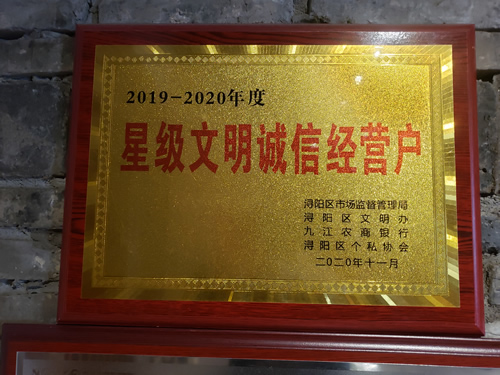 2019-2020年度
星级文明诚信经营户
浔阳区市场监督管理局
浔阳区文明办
九江农商银行
浔阳区个私协会
二〇二〇年十一月